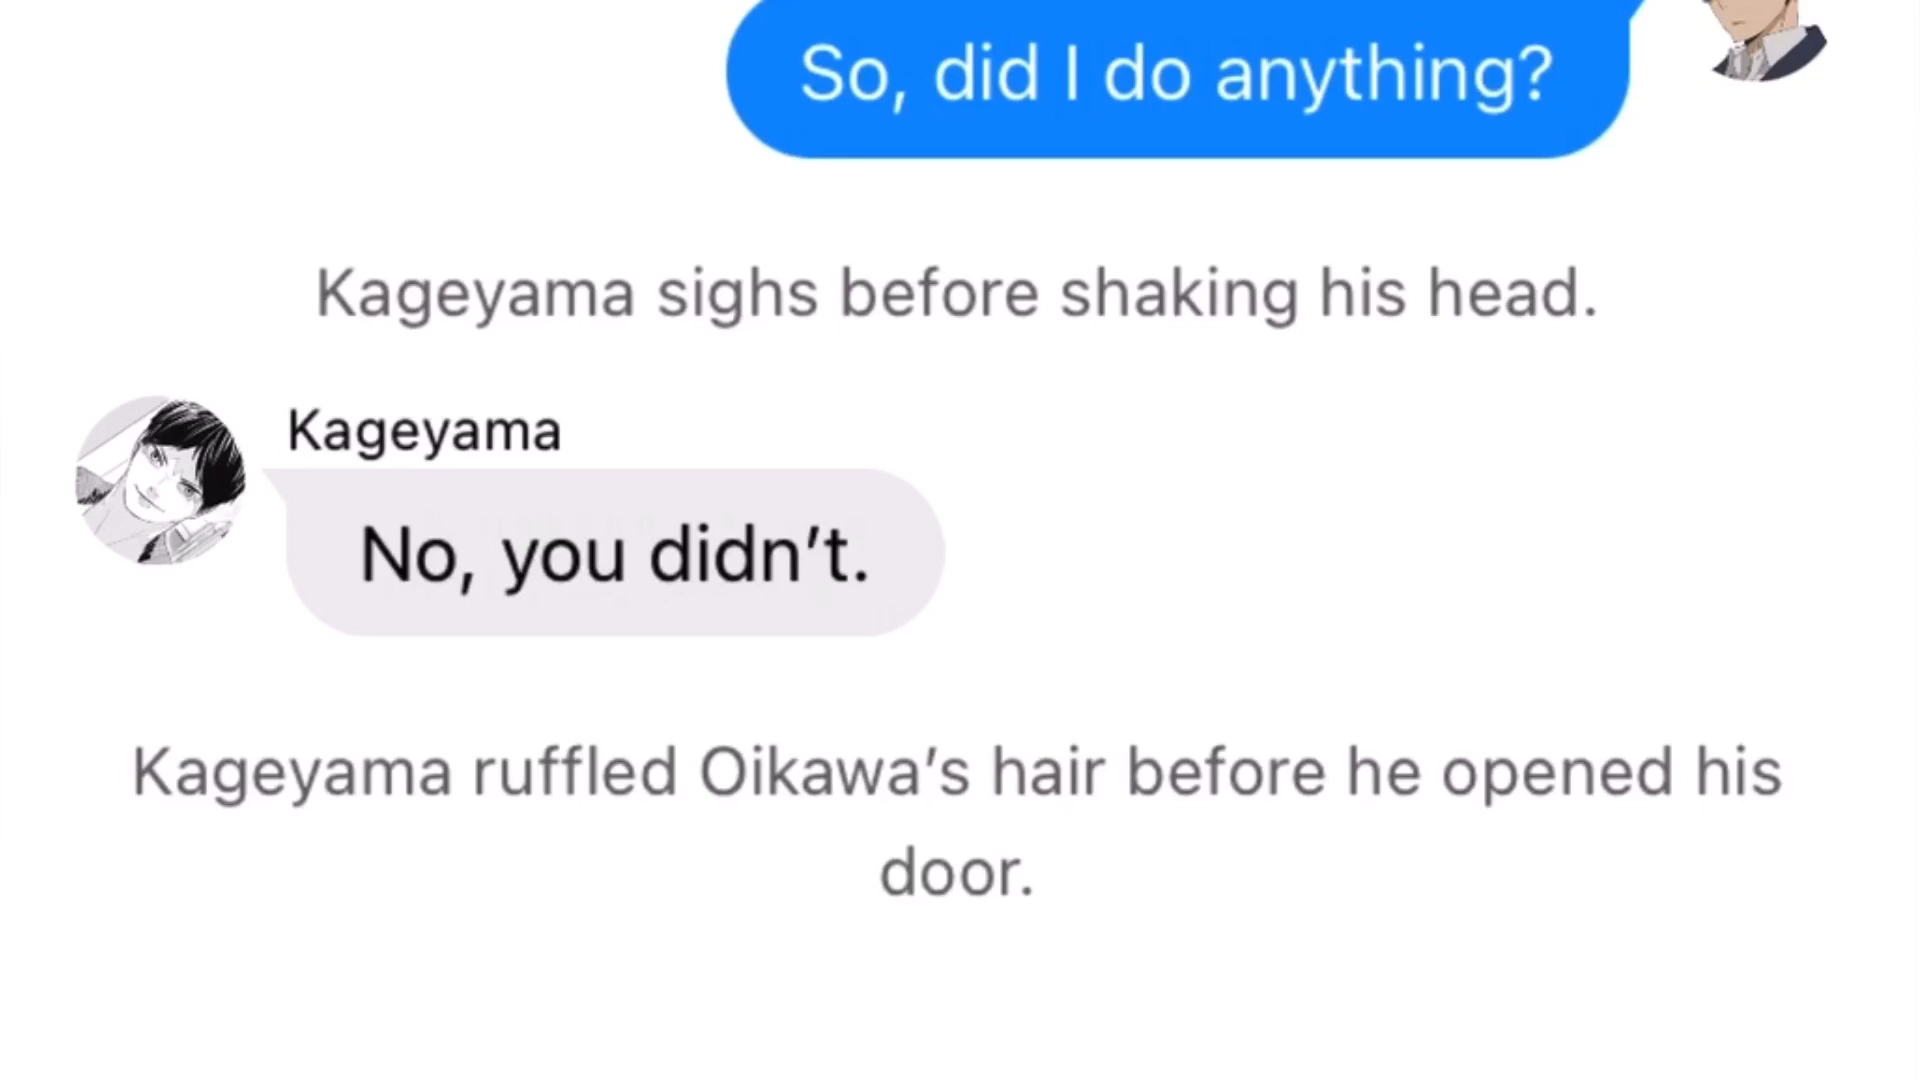 So, did I do anything?
Kageyama sighs before shaking his head.
Kageyama
No, you didn’t.
Kageyama ruffled Oikawa’s hair before he opened his
door.